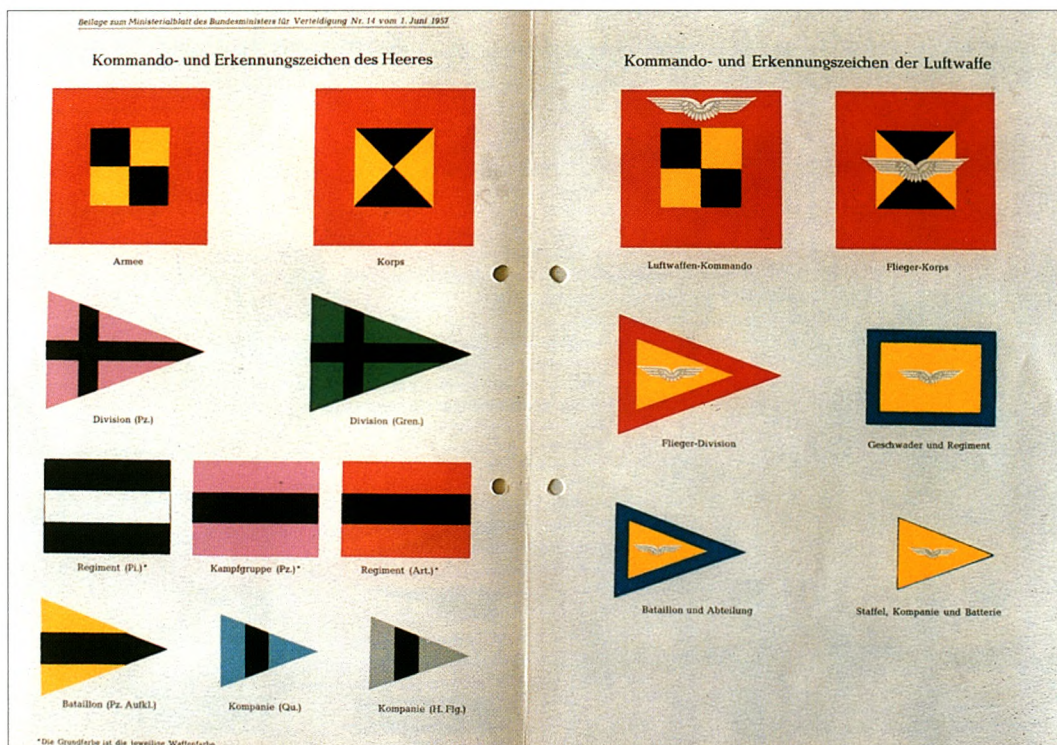 Beilage zum Ministerialblatt des Bundesministers für Verteidigung Nr. 14 vom 1. Juni 1957
Kommando- und Erkennungszeichen des Heeres
Armee
Korps
Division (Pz.)
Division (Gren.)
Regiment (Pi.)*
Kampfgruppe (Pz.)*
Regiment (Art.)*
Bataillon (Pz. Aufkl.)
Kompanie (Qu.)
Kompanie (H. Flg.)
*Die Grundfarbe ist die jeweilige Waffenfarbe
Kommando- und Erkennungszeichen der Luftwaffe
Luftwaffen-Kommando
Flieger-Korps
Flieger-Division
Geschwader und Regiment
Bataillon und Abteilung
Staffel, Kompanie und Batterie